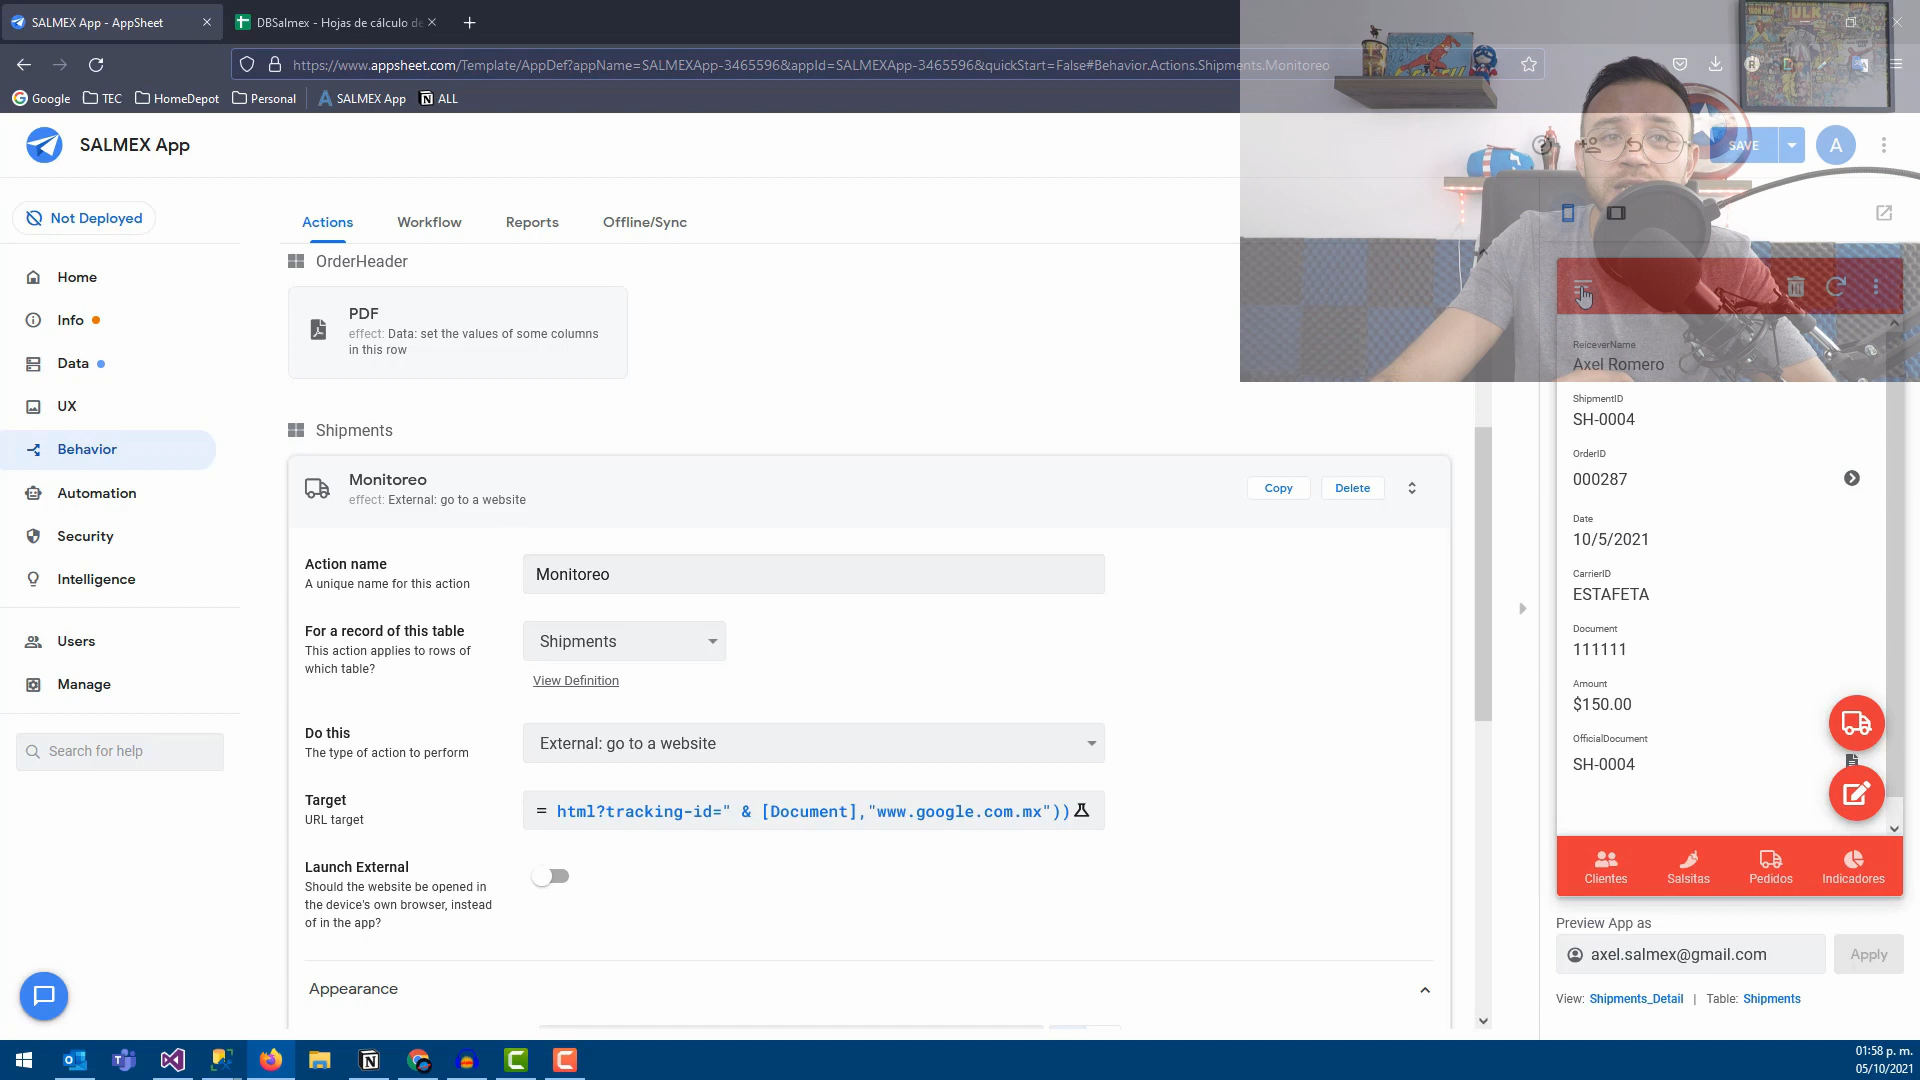 SALMEX App - AppSheet
DBSalmex - Hojas de cálculo de
https://www.appsheet.com/Template/AppDef?appName=SALMEXApp-3465596&appId=SALMEXApp-3465596&quickStart=False#Behavior.Actions.Shipments.Monitoreo
Google TEC HomeDepot Personal SALMEX App ALL
SALMEX App
SAVE
A
Not Deployed
Actions Workflow Reports Offline/Sync
Home
Info
Data
UX
Behavior
Automation
Security
Intelligence
Users
Manage
Search for help
OrderHeader
PDF
effect: Data: set the values of some columns
in this row
Shipments
Monitoreo
effect: External: go to a website
Copy
Delete
Action name
A unique name for this action
Monitoreo
For a record of this table
This action applies to rows of
which table?
Shipments
View Definition
Do this
The type of action to perform
External: go to a website
Target
URL target
= html?tracking-id=" & [Document],"www.google.com.mx"))
Launch External
Should the website be opened in
the device's own browser, instead
of in the app?
Appearance
ReiceverName
Axel Romero
ShipmentID
SH-0004
OrderID
000287
Date
10/5/2021
CarrierID
ESTAFETA
Document
111111
Amount
$150.00
OfficialDocument
SH-0004
Clientes Salsitas Pedidos Indicadores
Preview App as
axel.salmex@gmail.com
Apply
View: Shipments_Detail | Table: Shipments
01:58 p. m.
05/10/2021